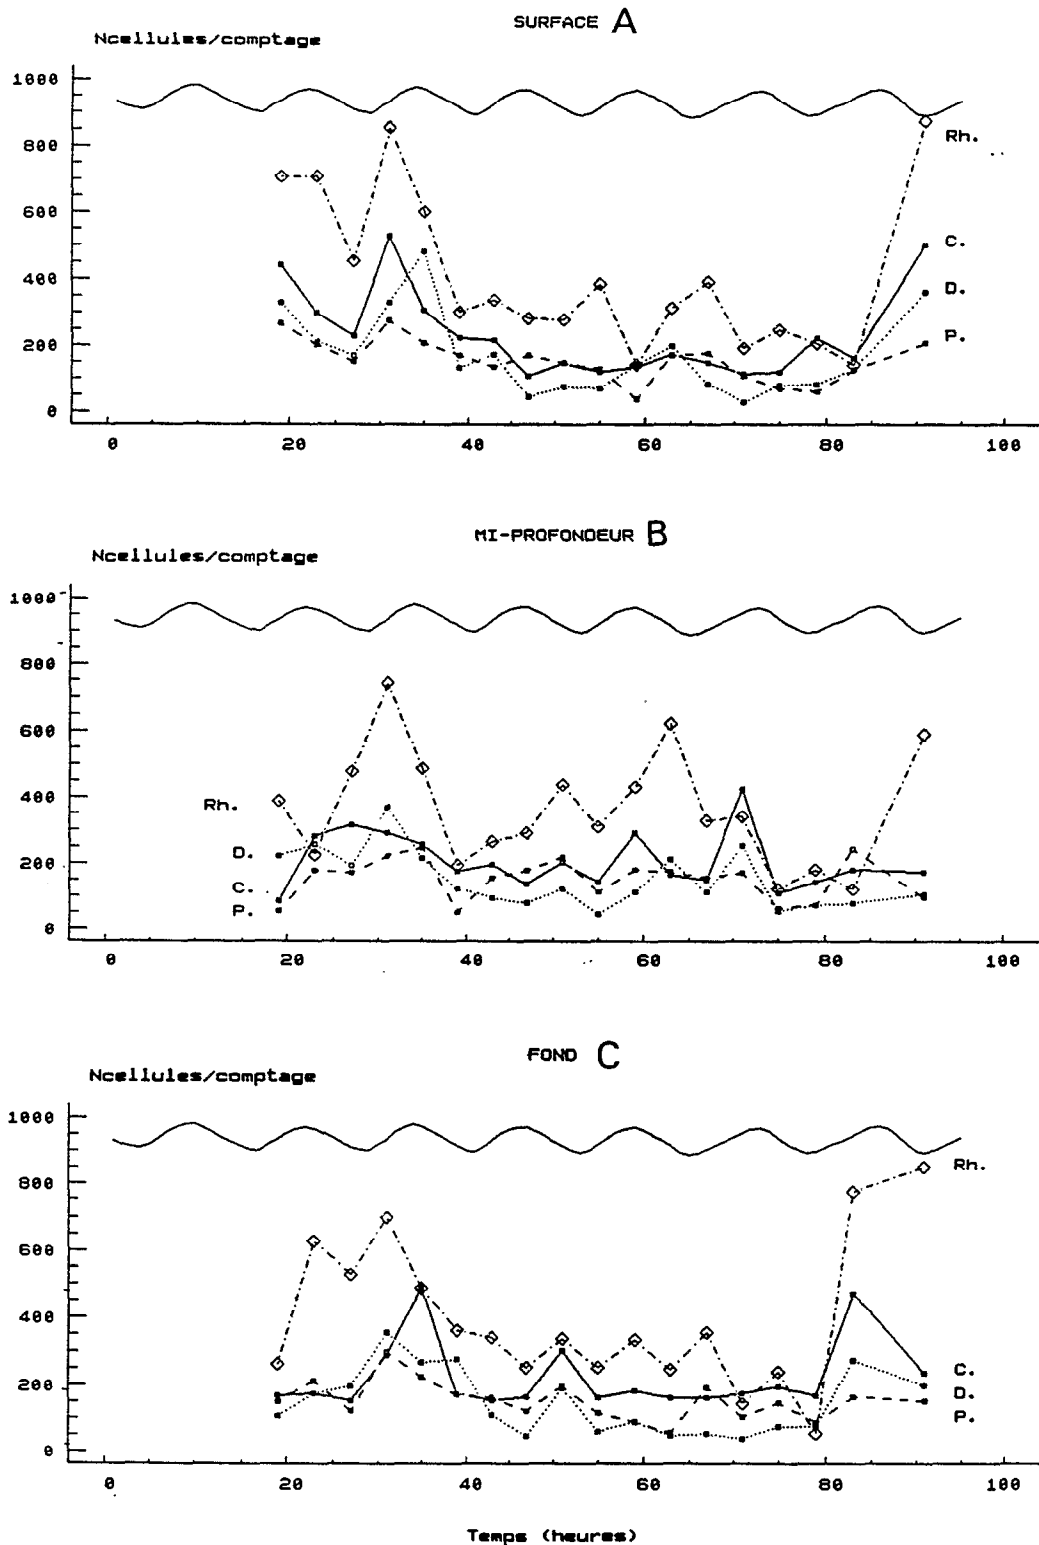 SURFACE A
Ncellules/comptage
1000
800
600
400
200
0
Rh.
C.
D.
P.
0 20 40 60 80 100
MI-PROFONDEUR B
Ncellules/comptage
1000
800
600
400
200
0
Rh.
D.
C.
P.
0 20 40 60 80 100
FOND C
Ncellules/comptage
1000
800
600
400
200
0
Rh.
C.
D.
P.
0 20 40 60 80 100
Temps (heures)